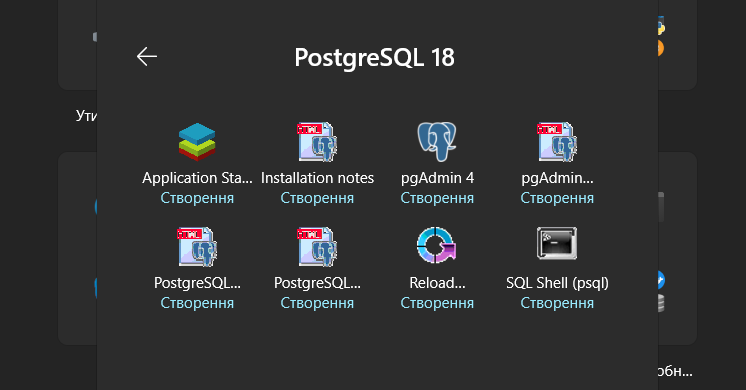 PostgreSQL 18
Ути
Application Sta...
Installation notes
pgAdmin 4
pgAdmin...
Створення
Створення
Створення
Створення
PostgreSQL...
PostgreSQL...
Reload...
SQL Shell (psql)
Створення
Створення
Створення
Створення
обн...